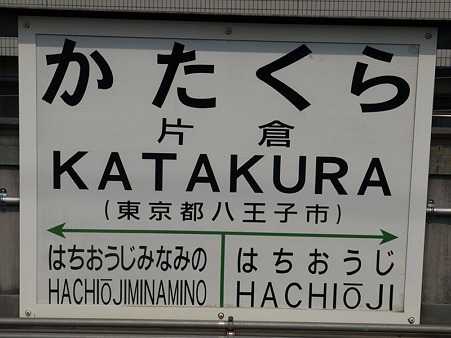 かたくら
片倉
KATAKURA
(東京都八王子市)
はちおうじみなみの はちおうじ
HACHIŌJIMINAMINO HACHIŌJI